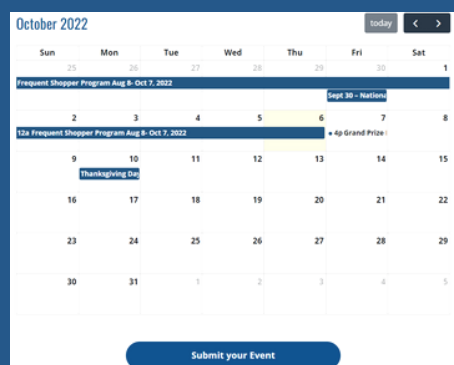 October 2022
today < >
Sun Mon Tue Wed Thu Fri Sat
25 26 27 28 29 30 1
Frequent Shopper Program Aug 8- Oct 7, 2022
Sept 30 – Nationa
2 3 4 5 6 7 8
12a Frequent Shopper Program Aug 8- Oct 7, 2022
4p Grand Prize
9 10 11 12 13 14 15
Thanksgiving Day
16 17 18 19 20 21 22
23 24 25 26 27 28 29
30 31 1 2 3 4 5
Submit your Event